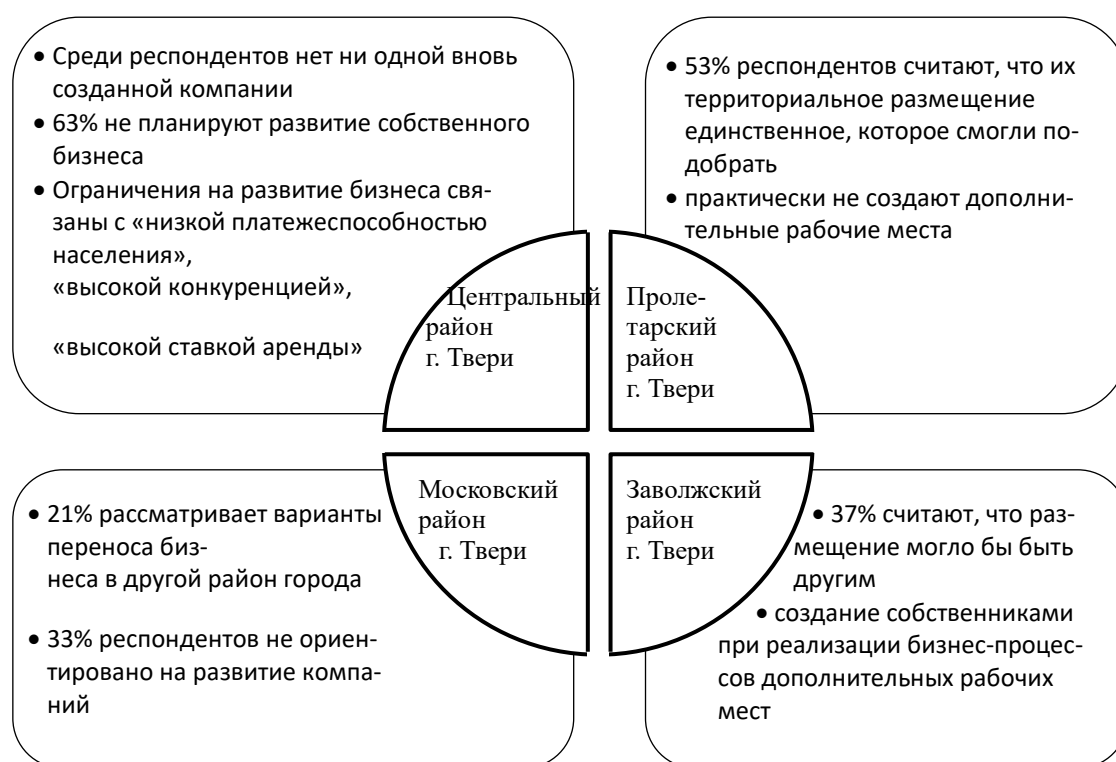 • Среди респондентов нет ни одной вновь
созданной компании
• 63% не планируют развитие собственного
бизнеса
• Ограничения на развитие бизнеса свя-
заны с «низкой платежеспособностью
населения»,
«высокой конкуренцией»,
«высокой ставкой аренды»
• 53% респондентов считают, что их
территориальное размещение
единственное, которое смогли по-
добрать
• практически не создают дополни-
тельные рабочие места
Центральный
район
г. Твери
Проле-
тарский
район
г. Твери
Московский
район
г. Твери
Заволжский
район
г. Твери
• 21% рассматривает варианты
переноса биз-
неса в другой район города
• 33% респондентов не ориен-
тировано на развитие компа-
ний
• 37% считают, что раз-
мещение могло бы быть
другим
• создание собственниками
при реализации бизнес-процес-
сов дополнительных рабочих
мест